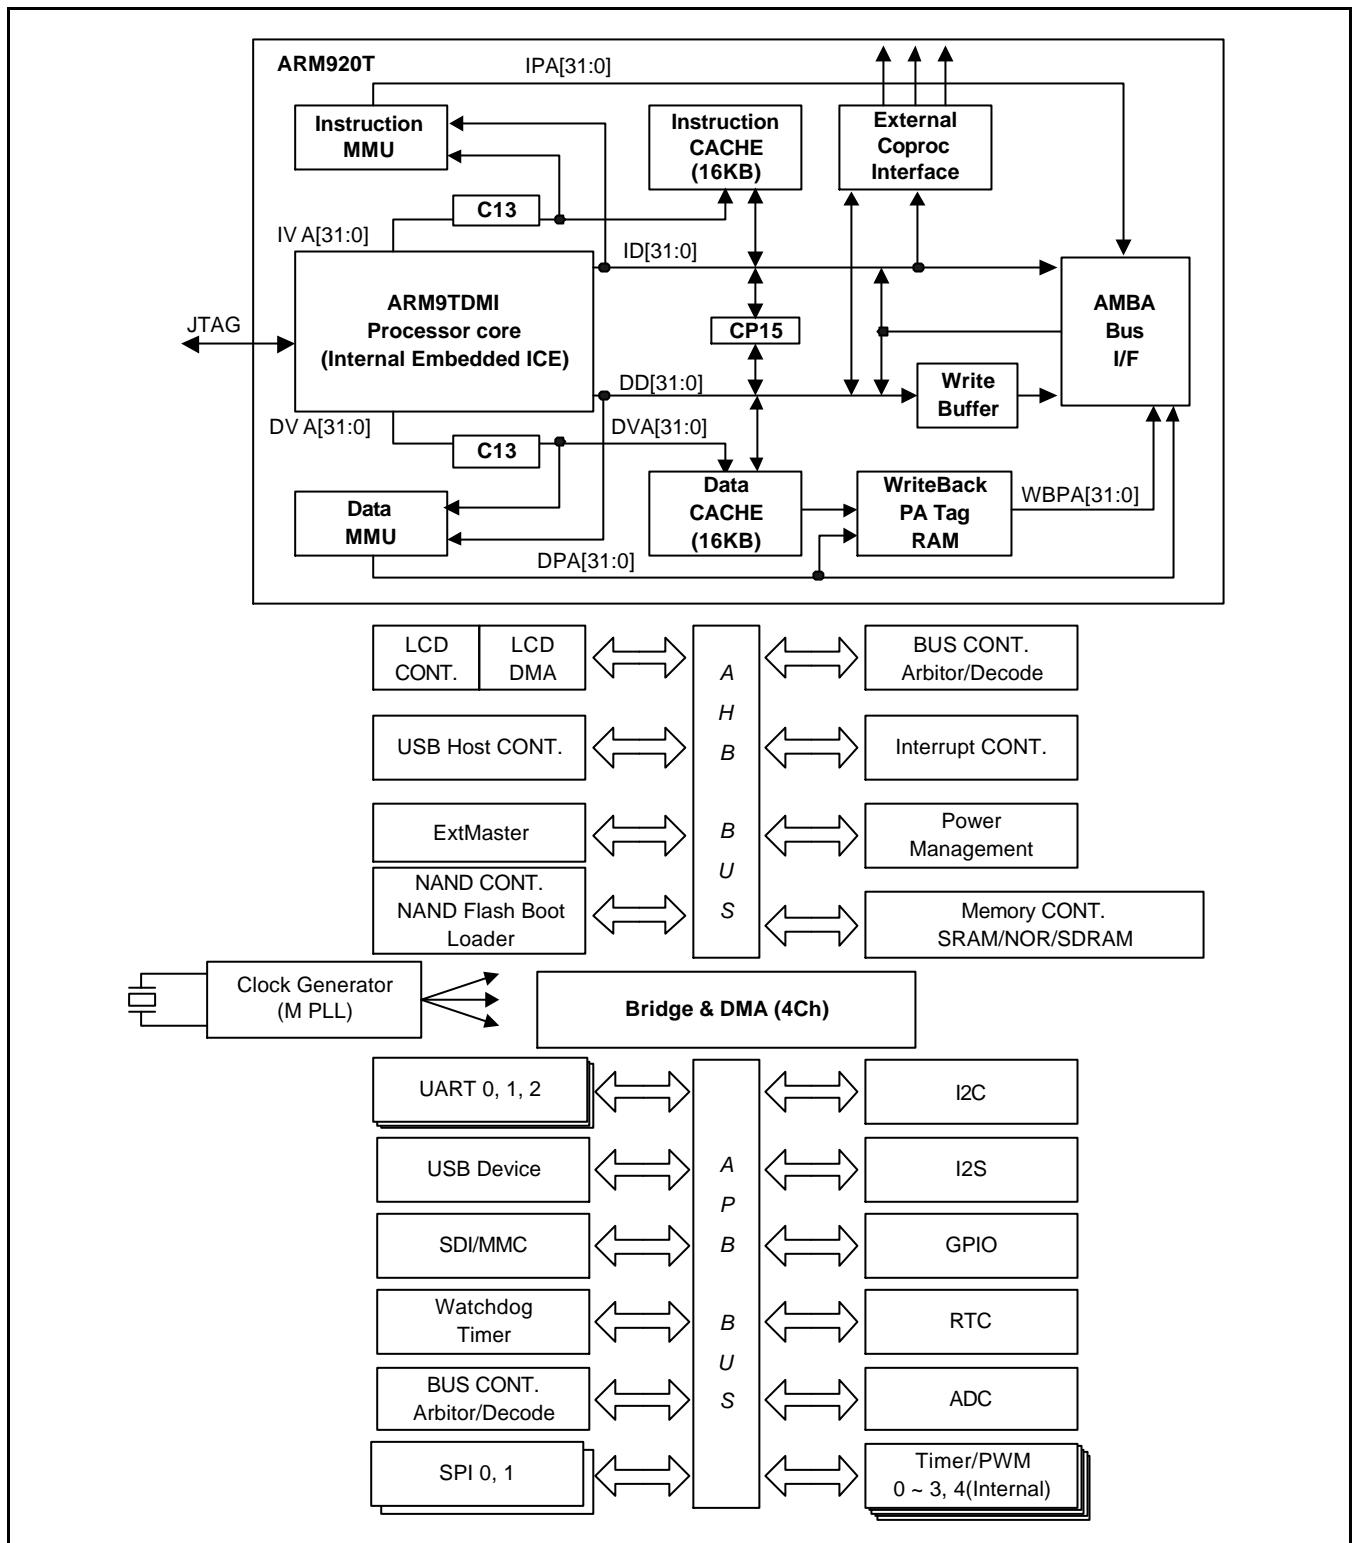 ARM920T
IPA[31:0]
Instruction
MMU
Instruction
CACHE
(16KB)
External
Coproc
Interface
C13
IV A[31:0]
ID[31:0]
ARM9TDMI
Processor core
(Internal Embedded ICE)
JTAG
CP15
AMBA
Bus
I/F
DD[31:0]
Write
Buffer
DV A[31:0]
DVA[31:0]
C13
Data
MMU
Data
CACHE
(16KB)
WriteBack
PA Tag
RAM
WBPA[31:0]
DPA[31:0]
LCD
CONT.
LCD
DMA
AHB BUS
BUS CONT.
Arbitor/Decode
USB Host CONT.
Interrupt CONT.
ExtMaster
Power
Management
NAND CONT.
NAND Flash Boot
Loader
Memory CONT.
SRAM/NOR/SDRAM
Clock Generator
(M PLL)
Bridge & DMA (4Ch)
UART 0, 1, 2
APB BUS
I2C
USB Device
I2S
SDI/MMC
GPIO
Watchdog
Timer
RTC
BUS CONT.
Arbitor/Decode
ADC
SPI 0, 1
Timer/PWM
0 ~ 3, 4(Internal)